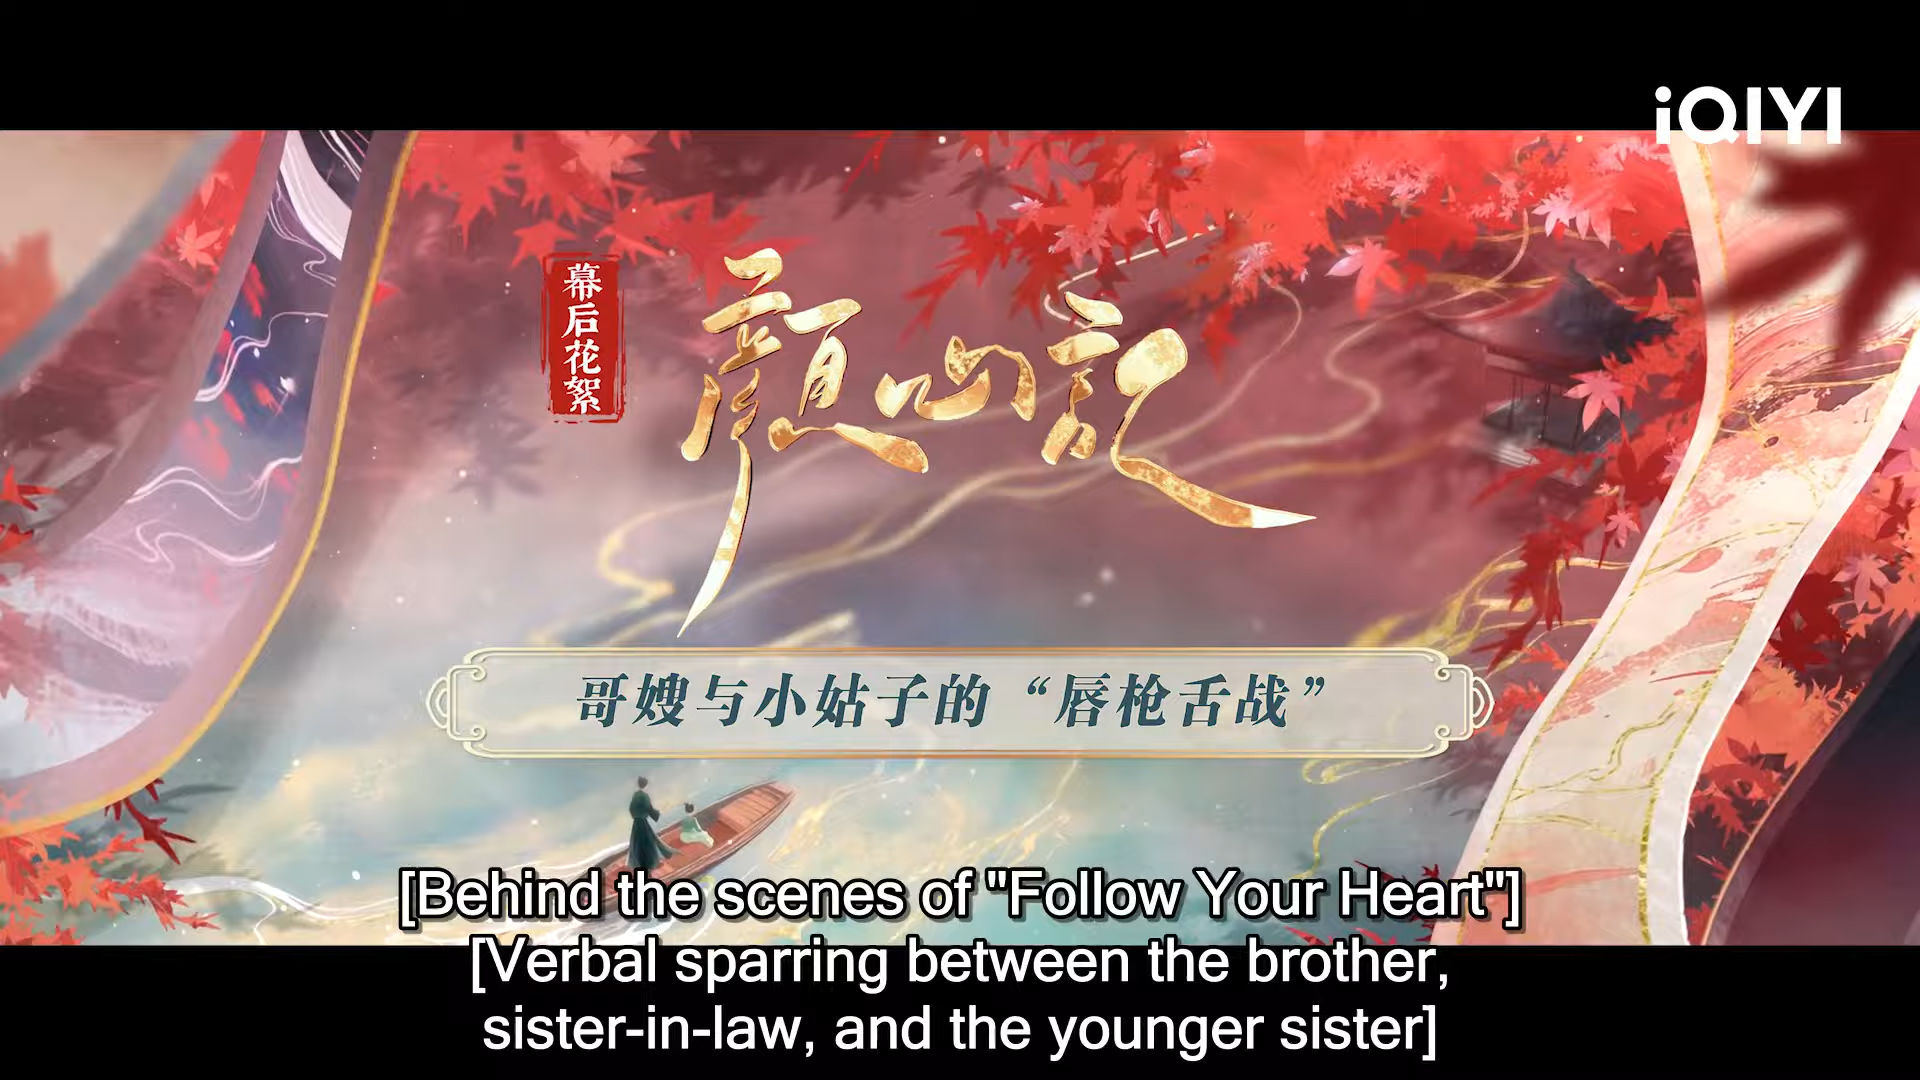 iQIYI
幕后花絮
颜心记
哥嫂与小姑子的“唇枪舌战”
[Behind the scenes of "Follow Your Heart"]
[Verbal sparring between the brother,
sister-in-law, and the younger sister]